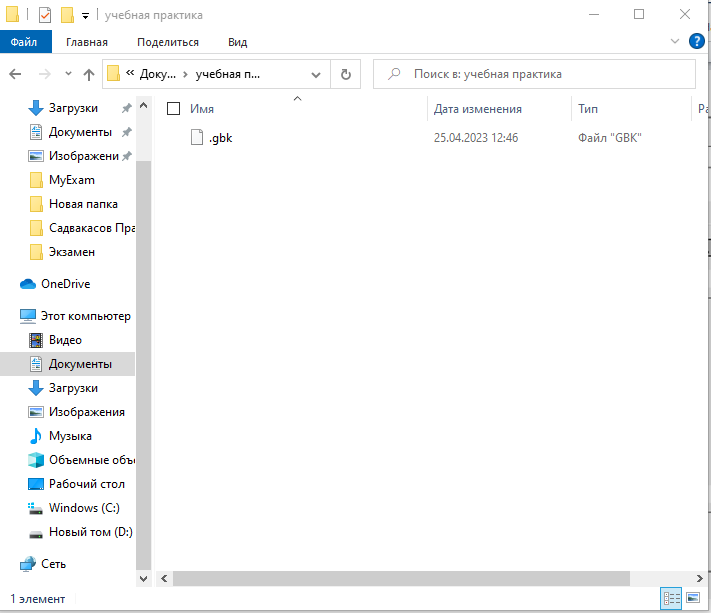 учебная практика
Файл Главная Поделиться Вид
« Доку... › учебная п... Поиск в: учебная практика
Имя Дата изменения Тип Ра
.gbk 25.04.2023 12:46 Файл "GBK"
Загрузки
Документы
Изображени
MyExam
Новая папка
Садвакасов Пра
Экзамен
OneDrive
Этот компьютер
Видео
Документы
Загрузки
Изображения
Музыка
Объемные объ
Рабочий стол
Windows (C:)
Новый том (D:)
Сеть
1 элемент